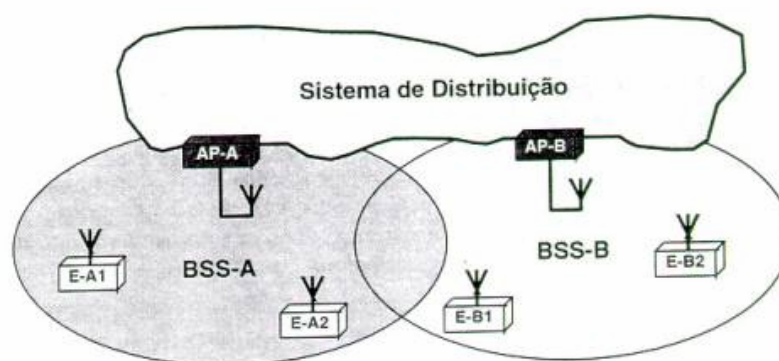 Sistema de Distribuição
AP-A
AP-B
E-A1
BSS-A
E-A2
BSS-B
E-B1
E-B2